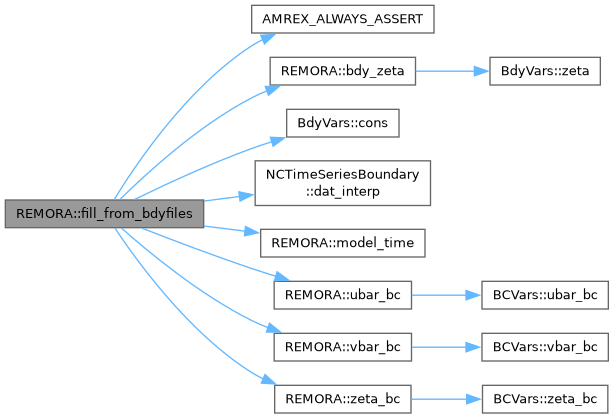 AMREX_ALWAYS_ASSERT
REMORA::bdy_zeta
BdyVars::zeta
BdyVars::cons
NCTimeSeriesBoundary
::dat_interp
REMORA::fill_from_bdyfiles
REMORA::model_time
REMORA::ubar_bc
BCVars::ubar_bc
REMORA::vbar_bc
BCVars::vbar_bc
REMORA::zeta_bc
BCVars::zeta_bc